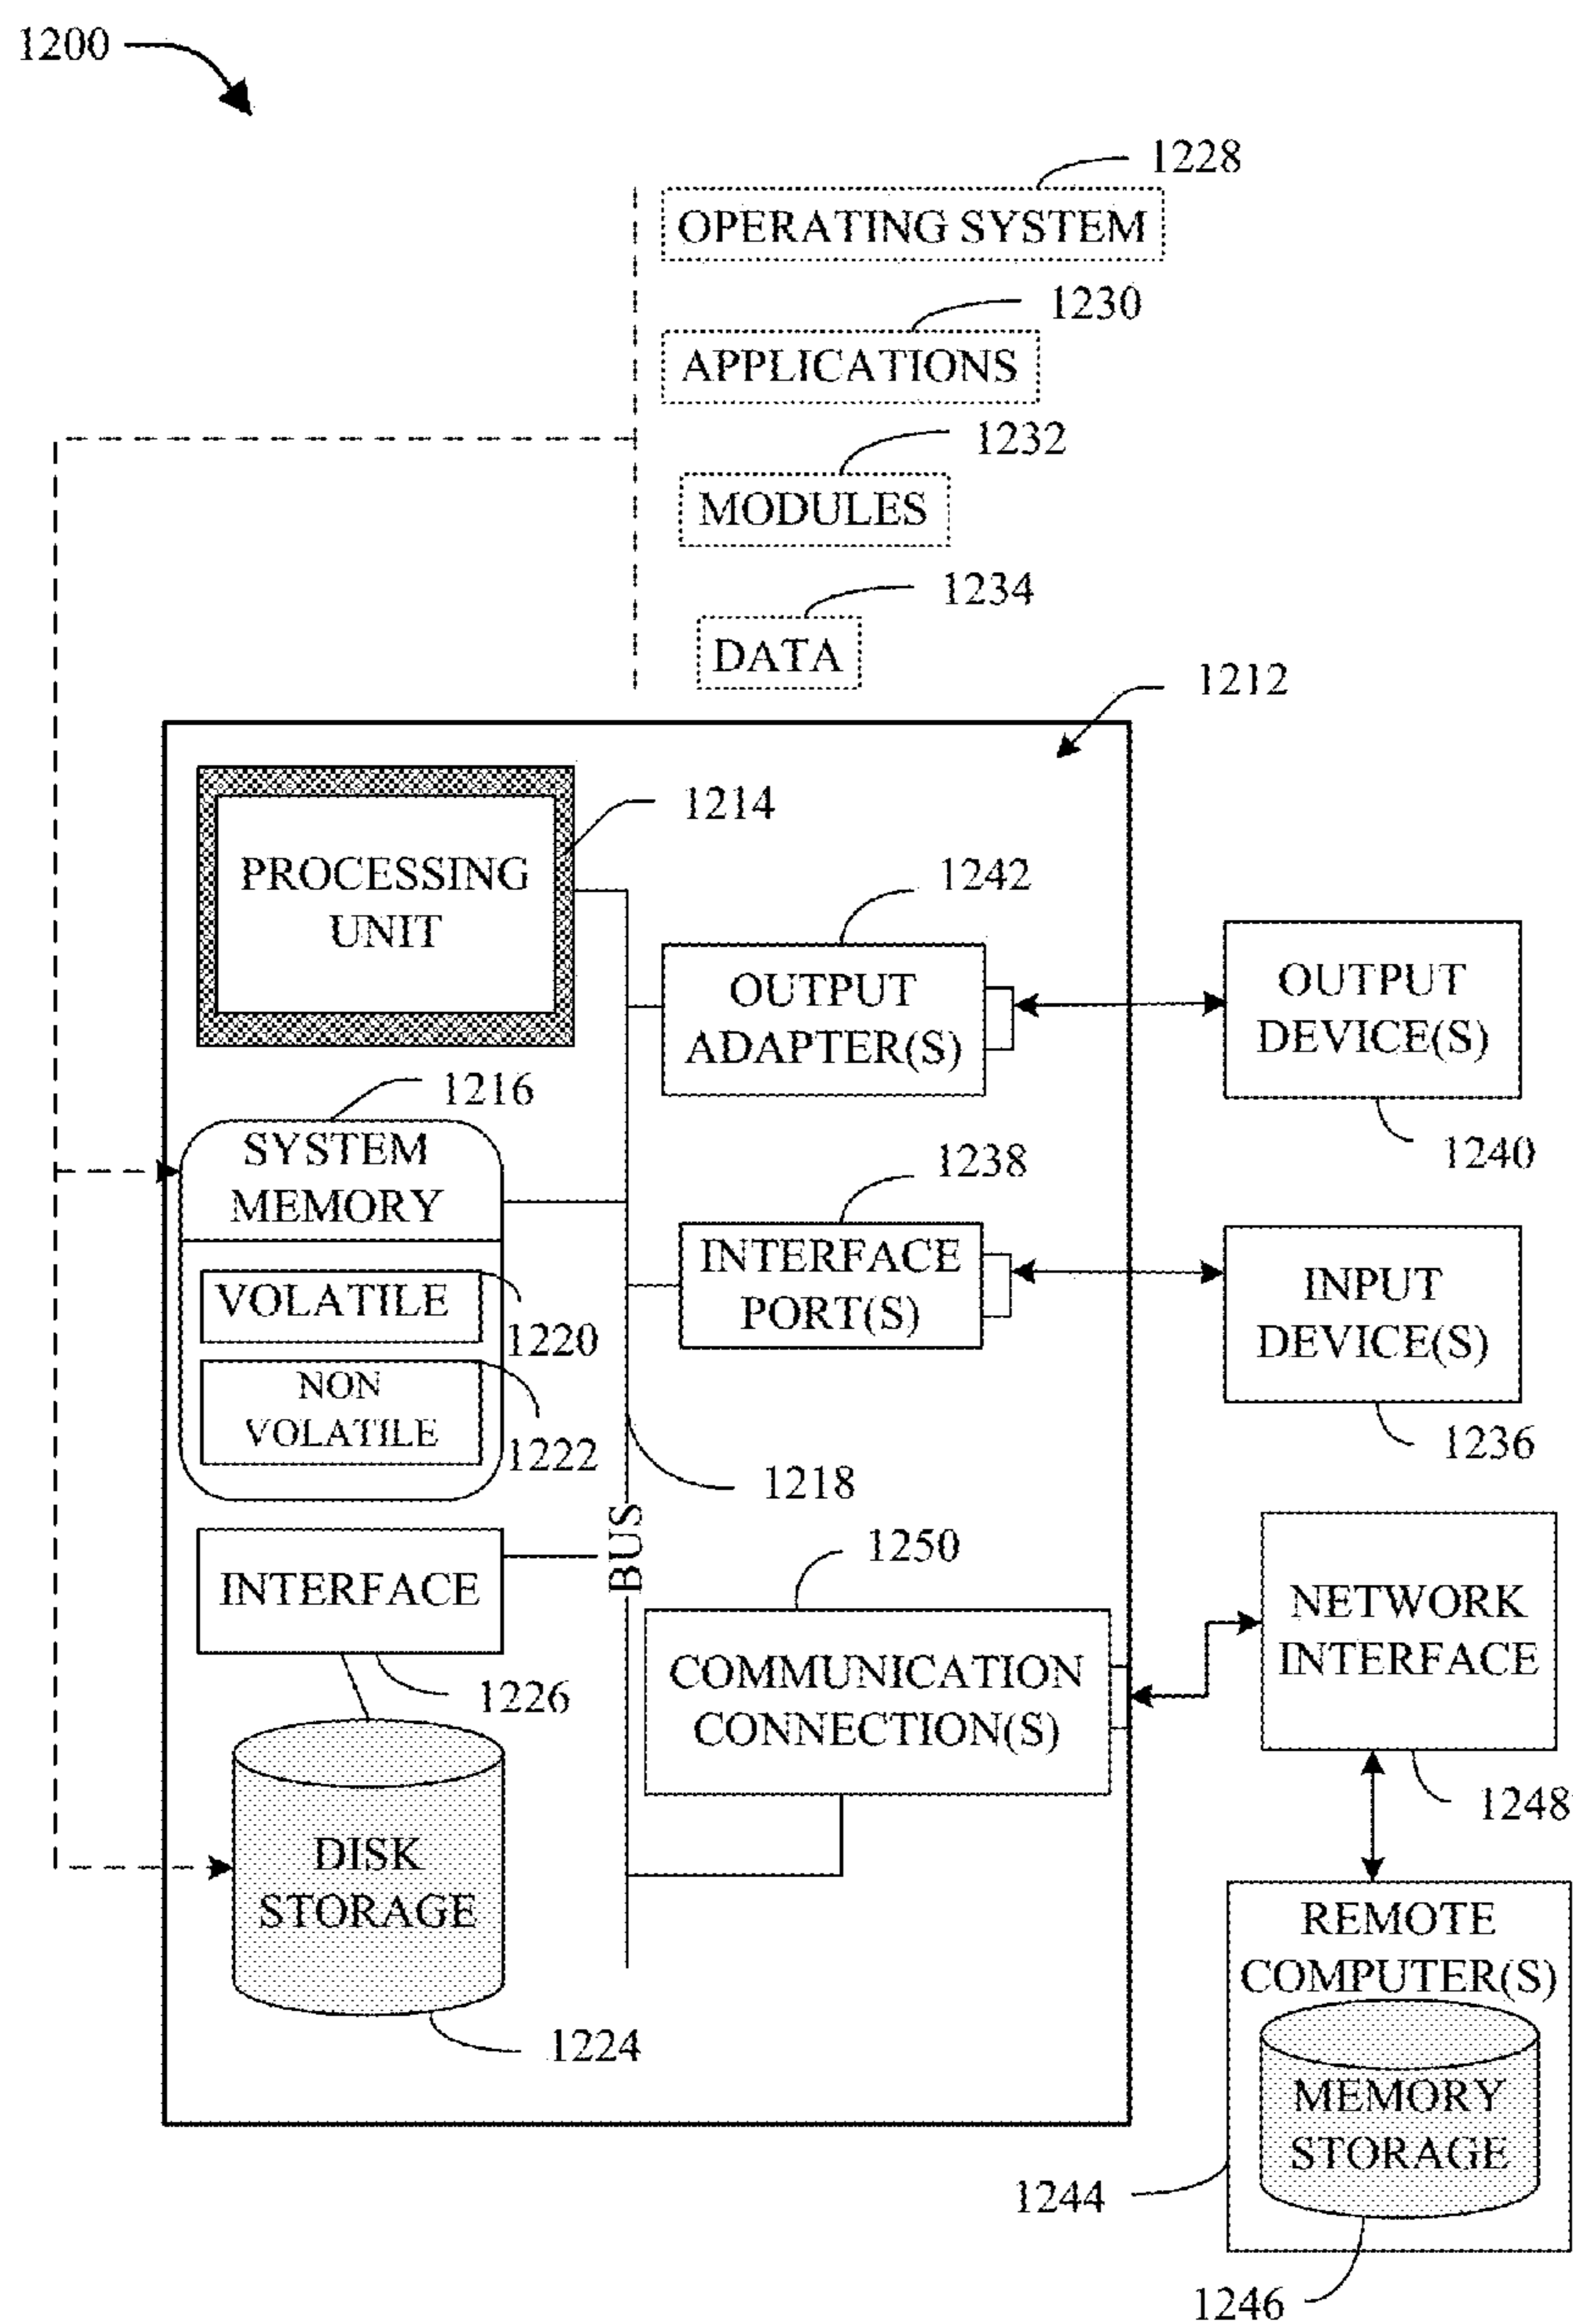 1200
1228
OPERATING SYSTEM
1230
APPLICATIONS
1232
MODULES
1234
DATA
1212
PROCESSING
UNIT
1214
1242
OUTPUT
ADAPTER(S)
OUTPUT
DEVICE(S)
1240
1216
SYSTEM
MEMORY
VOLATILE
1220
NON
VOLATILE
1222
1238
INTERFACE
PORT(S)
INPUT
DEVICE(S)
1236
1218
BUS
INTERFACE
1226
1250
COMMUNICATION
CONNECTION(S)
NETWORK
INTERFACE
1248
DISK
STORAGE
1224
REMOTE
COMPUTER(S)
MEMORY
STORAGE
1244
1246